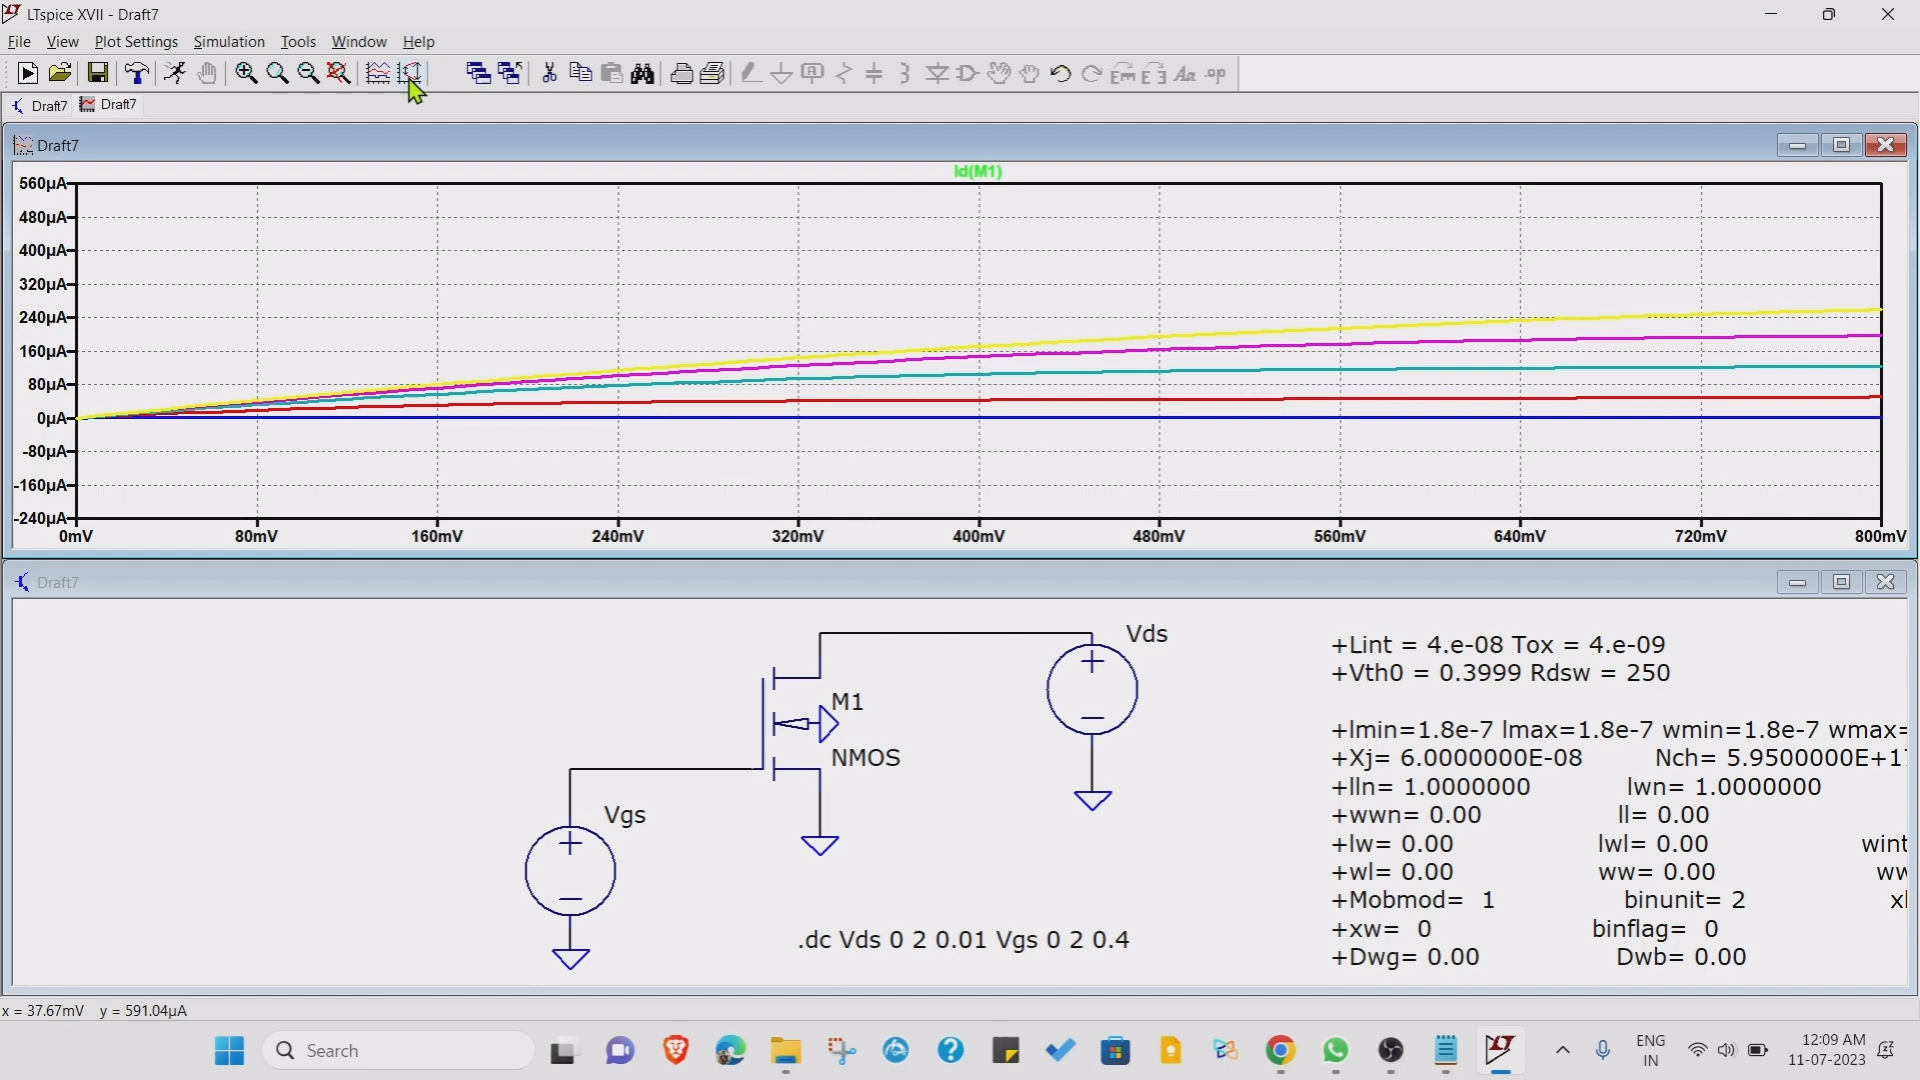 LTspice XVII - Draft7
File View Plot Settings Simulation Tools Window Help
Draft7 Draft7
Draft7
Id(M1)
560µA
480µA
400µA
320µA
240µA
160µA
80µA
0µA
-80µA
-160µA
-240µA
0mV 80mV 160mV 240mV 320mV 400mV 480mV 560mV 640mV 720mV 800mV
Draft7
Vds
M1
NMOS
Vgs
.dc Vds 0 2 0.01 Vgs 0 2 0.4
+Lint = 4.e-08 Tox = 4.e-09
+Vth0 = 0.3999 Rdsw = 250
+lmin=1.8e-7 lmax=1.8e-7 wmin=1.8e-7 wmax=
+Xj= 6.0000000E-08 Nch= 5.9500000E+1
+lln= 1.0000000 lwn= 1.0000000
+wwn= 0.00 ll= 0.00
+lw= 0.00 lwl= 0.00 wint
+wl= 0.00 ww= 0.00 ww
+Mobmod= 1 binunit= 2 xl
+xw= 0 binflag= 0
+Dwg= 0.00 Dwb= 0.00
x = 37.67mV y = 591.04µA
Search
ENG
IN
12:09 AM
11-07-2023